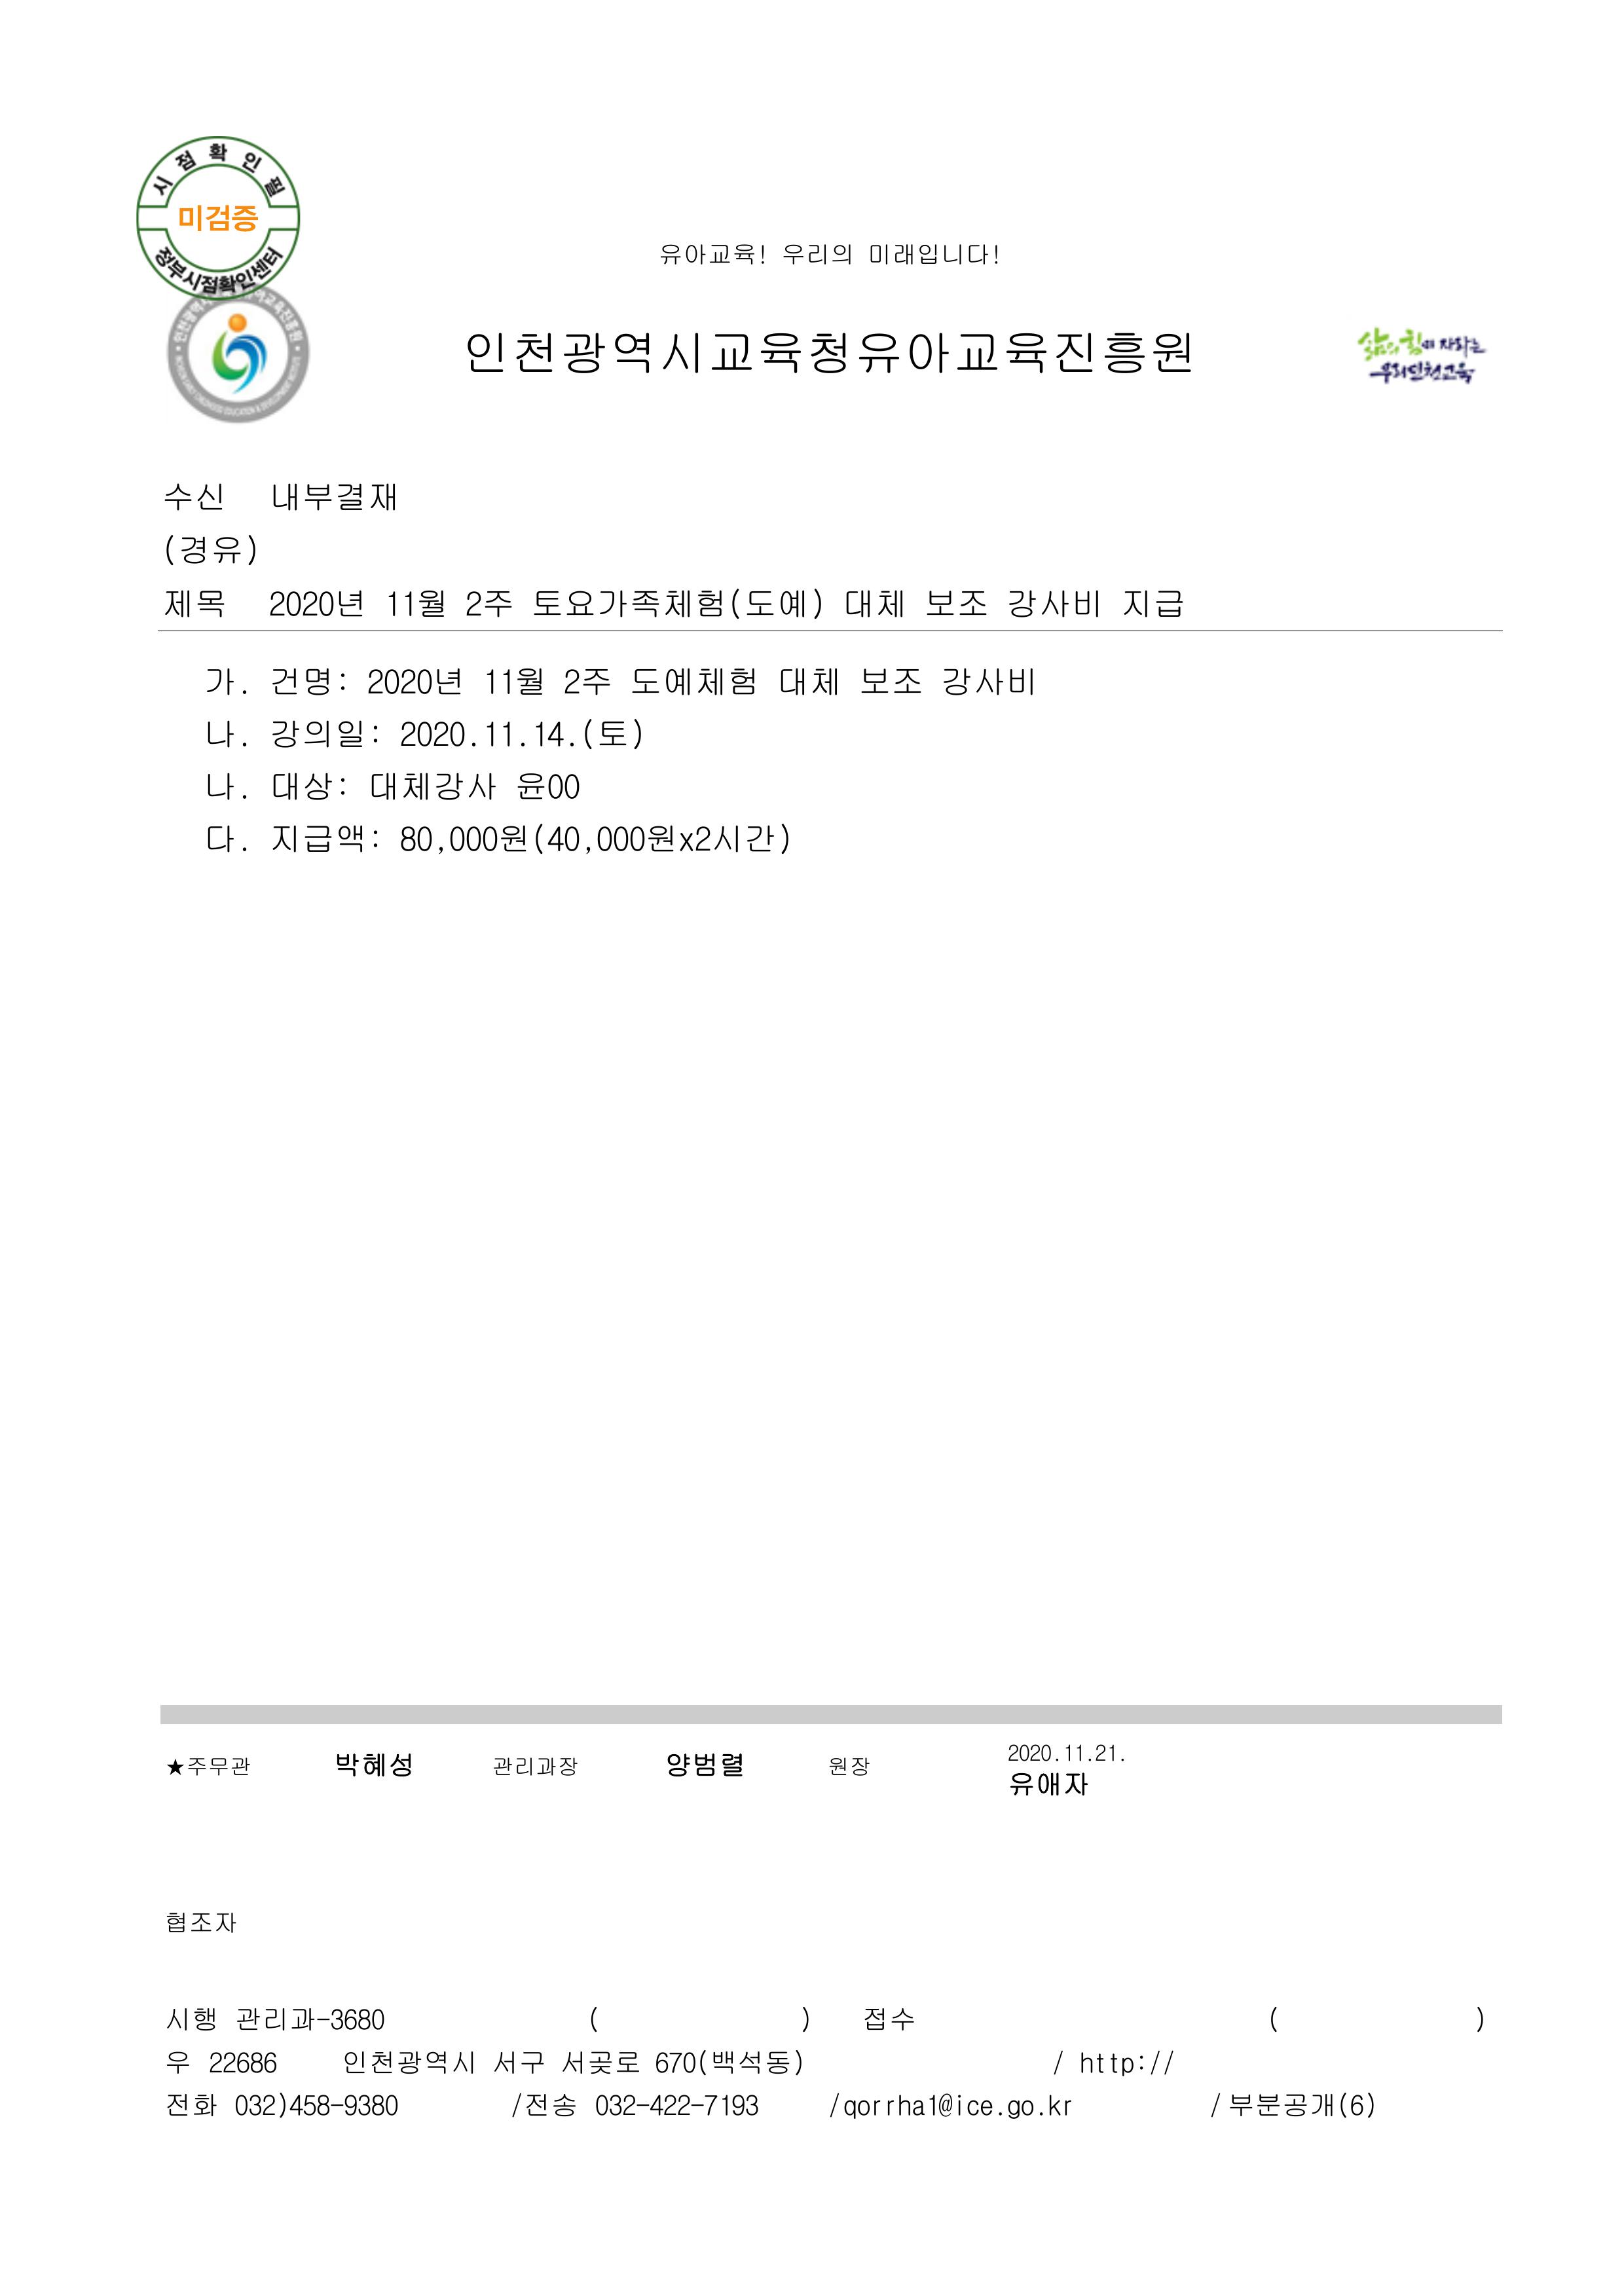 시점확인필
미검증
정부시점확인센터
유아교육! 우리의 미래입니다!
인천광역시교육청유아교육진흥원
삶의 힘이 자라는
우리인천교육
수신 내부결재
(경유)
제목 2020년 11월 2주 토요가족체험(도예) 대체 보조 강사비 지급
가. 건명: 2020년 11월 2주 도예체험 대체 보조 강사비
나. 강의일: 2020.11.14.(토)
나. 대상: 대체강사 윤00
다. 지급액: 80,000원(40,000원x2시간)
★주무관 박혜성 관리과장 양범렬 원장 2020.11.21. 유애자
협조자
시행 관리과-3680 ( ) 접수 ( )
우 22686 인천광역시 서구 서곶로 670(백석동) / http://
전화 032)458-9380 /전송 032-422-7193 /qorrha1@ice.go.kr / 부분공개(6)